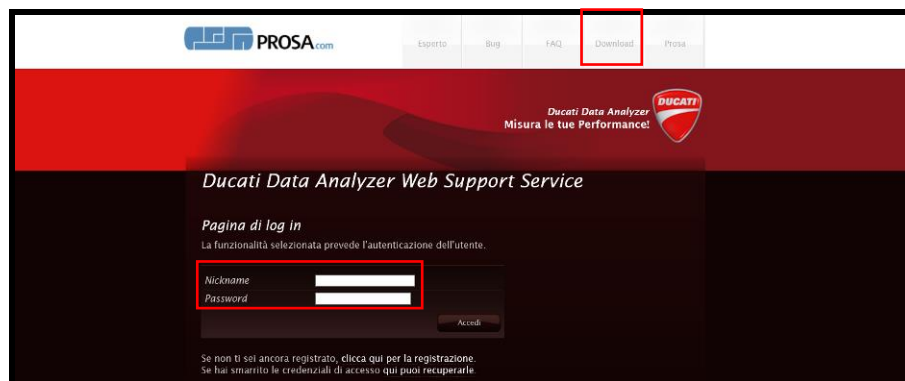 PROSA.com
Esperto Bug FAQ Download Prosa
Ducati Data Analyzer
Misura le tue Performance!
DUCATI
Ducati Data Analyzer Web Support Service
Pagina di log in
La funzionalità selezionata prevede l'autenticazione dell'utente.
Nickname
Password
Accedi
Se non ti sei ancora registrato, clicca qui per la registrazione.
Se hai smarrito le credenziali di accesso qui puoi recuperarle.